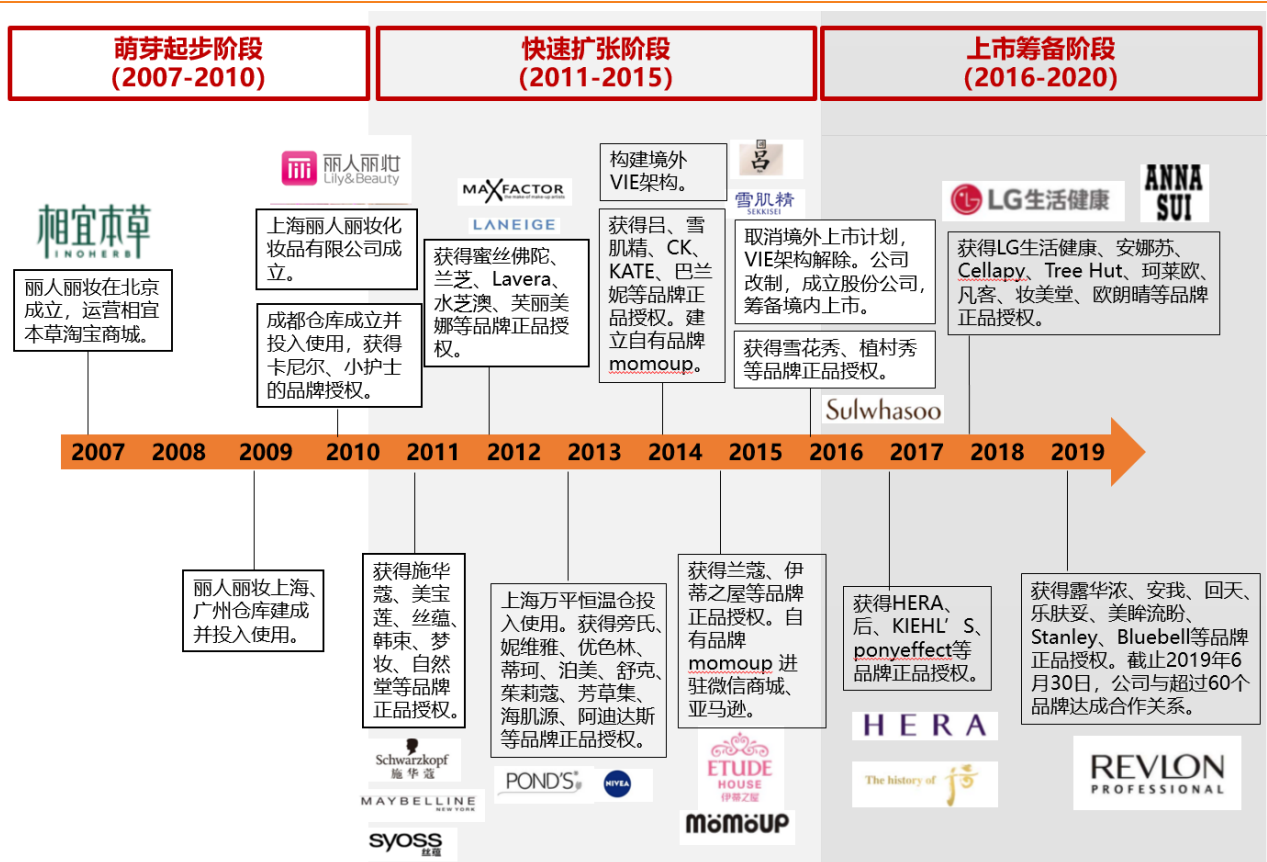 萌芽起步阶段
(2007-2010)
快速扩张阶段
(2011-2015)
上市筹备阶段
(2016-2020)
相宜本草
INOHERB
丽人丽妆在北京
成立，运营相宜
本草淘宝商城。
丽人丽妆
Lily&Beauty
上海丽人丽妆化
妆品有限公司成
立。
成都仓库成立并
投入使用，获得
卡尼尔、小护士
的品牌授权。
MAXFACTOR
the make-up of make-up artists
LANEIGE
获得蜜丝佛陀、
兰芝、Lavera、
水芝澳、芙丽美
娜等品牌正品授
权。
构建境外
VIE架构。
获得吕、雪
肌精、CK、
KATE、巴兰
妮等品牌正
品授权。建
立自有品牌
momoup。
吕
雪肌精
SEKKISEI
取消境外上市计划，
VIE架构解除。公司
改制，成立股份公司，
筹备境内上市。
获得雪花秀、植村秀
等品牌正品授权。
Sulwhasoo
LG生活健康
ANNA
SUI
获得LG生活健康、安娜苏、
Cellapy、Tree Hut、珂莱欧、
凡客、妆美堂、欧朗晴等品牌
正品授权。
2007 2008 2009 2010 2011 2012 2013 2014 2015 2016 2017 2018 2019
丽人丽妆上海、
广州仓库建成
并投入使用。
获得施华
蔻、美宝
莲、丝蕴、
韩束、梦
妆、自然
堂等品牌
正品授权。
Schwarzkopf
施华蔻
MAYBELLINE
NEW YORK
syoss
丝蕴
上海万平恒温仓投
入使用。获得旁氏、
妮维雅、优色林、
蒂珂、泊美、舒克、
茱莉蔻、芳草集、
海肌源、阿迪达斯
等品牌正品授权。
POND'S
NIVEA
获得兰蔻、伊
蒂之屋等品牌
正品授权。自
有品牌
momoup 进
驻微信商城、
亚马逊。
ETUDE
HOUSE
伊蒂之屋
MOMOUP
获得HERA、
后、KIEHL'S、
ponyeffect等
品牌正品授权。
HERA
The history of 后
获得露华浓、安我、回天、
乐肤妥、美眸流盼、
Stanley、Bluebell等品牌
正品授权。截止2019年6
月30日，公司与超过60个
品牌达成合作关系。
REVLON
PROFESSIONAL